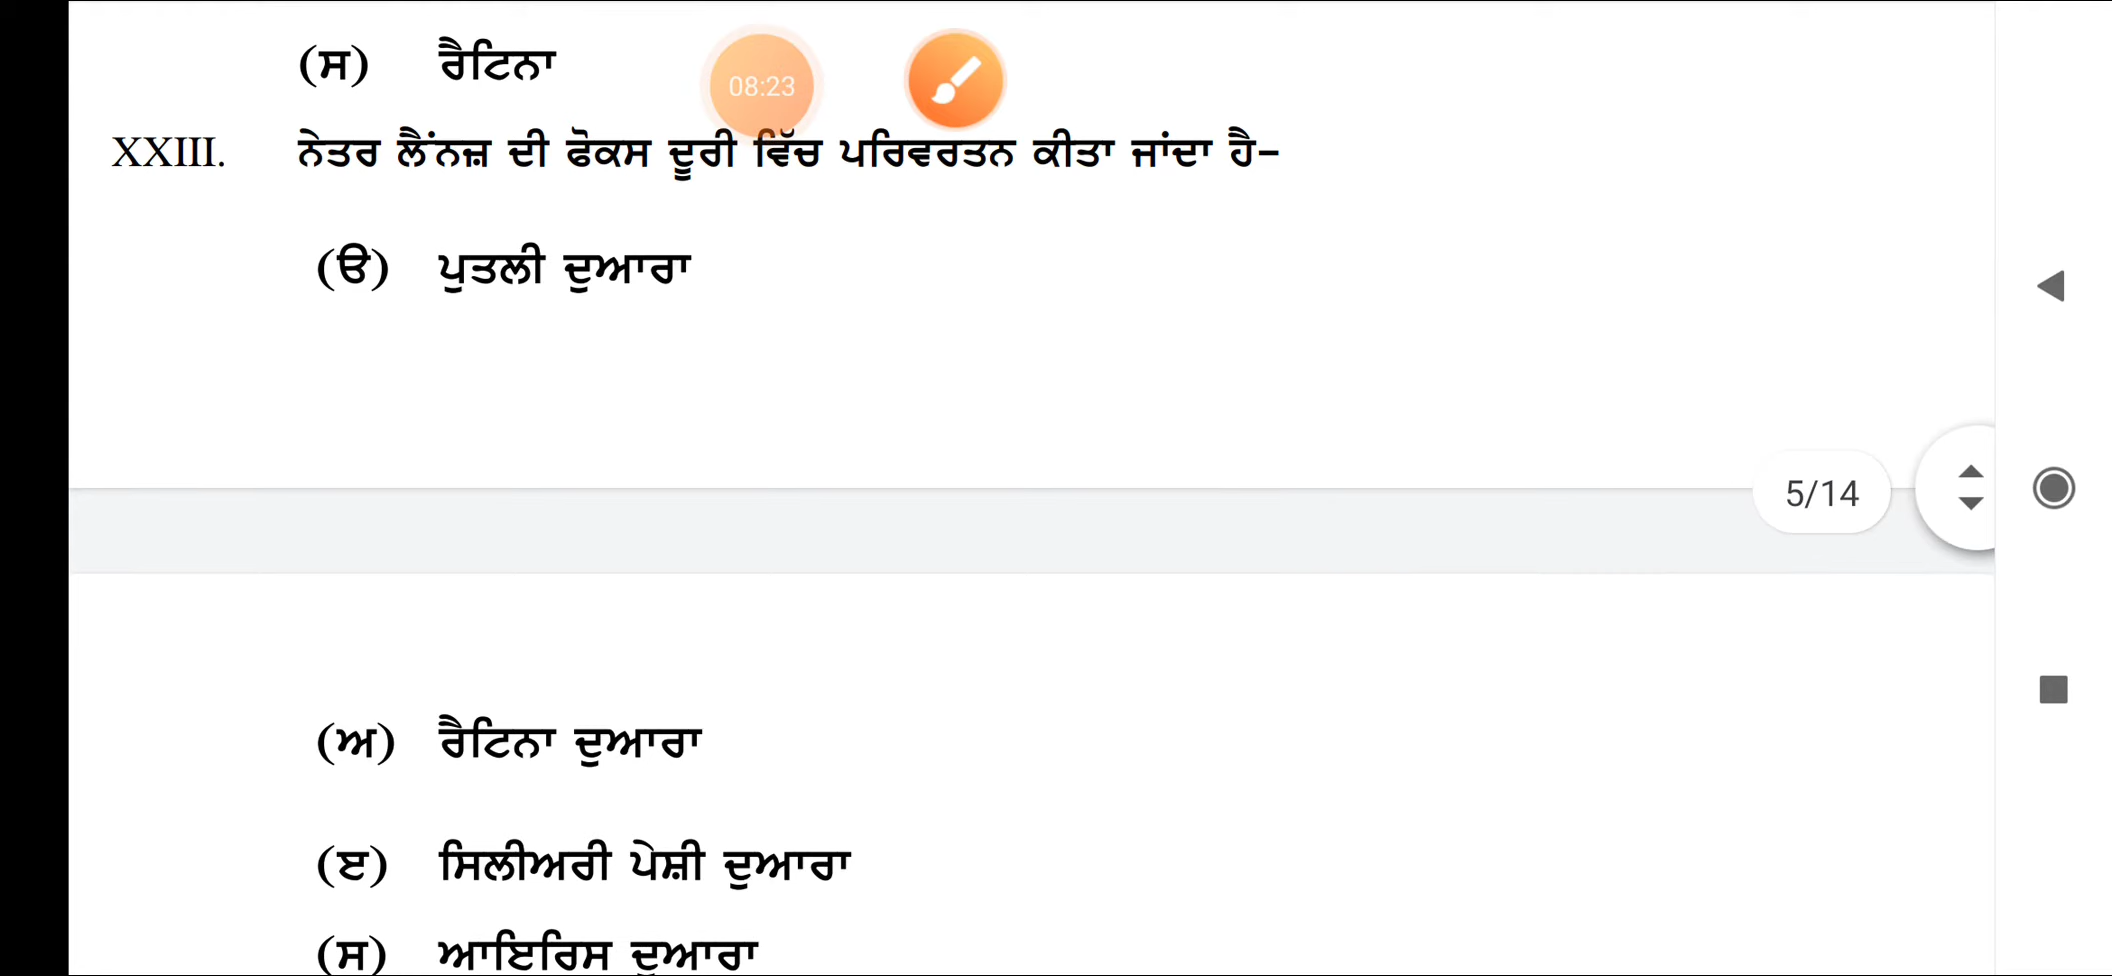 (ਸ) ਰੈਟਿਨਾ
08:23
XXIII. ਨੇਤਰ ਲੈਂਨਜ਼ ਦੀ ਫੋਕਸ ਦੂਰੀ ਵਿੱਚ ਪਰਿਵਰਤਨ ਕੀਤਾ ਜਾਂਦਾ ਹੈ–
(ੳ) ਪੁਤਲੀ ਦੁਆਰਾ
5/14
(ਅ) ਰੈਟਿਨਾ ਦੁਆਰਾ
(ੲ) ਸਿਲੀਅਰੀ ਪੇਸ਼ੀ ਦੁਆਰਾ
(ਸ) ਆਇਰਿਸ ਦੁਆਰਾ